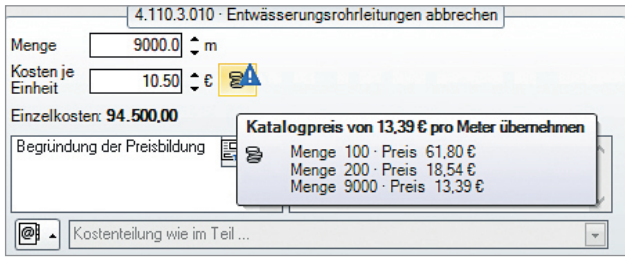 4.110.3.010 · Entwässerungsrohrleitungen abbrechen
Menge 9000.0 m
Kosten je Einheit 10.50 €
Einzelkosten: 94.500,00
Begründung der Preisbildung
Katalogpreis von 13,39 € pro Meter übernehmen
Menge 100 · Preis 61,80 €
Menge 200 · Preis 18,54 €
Menge 9000 · Preis 13,39 €
@
Kostenteilung wie im Teil ...